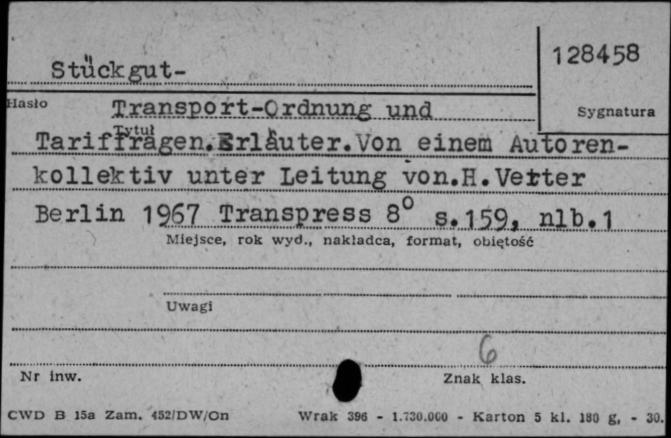 128458
Stückgut-
Hasło
Transport-Ordnung und
Sygnatura
Tytuł
Tariffragen.Erläuter.Von einem Autoren-
kollektiv unter Leitung von.H.Vetter
Berlin 1967 Transpress 8° s.159, nlb.1
Miejsce, rok wyd., nakładca, format, objętość
Uwagi
6
Nr inw.
Znak klas.
CWD B 15a Zam. 452/DW/On Wrak 396 - 1.730.000 - Karton 5 kl. 180 g, - 30.